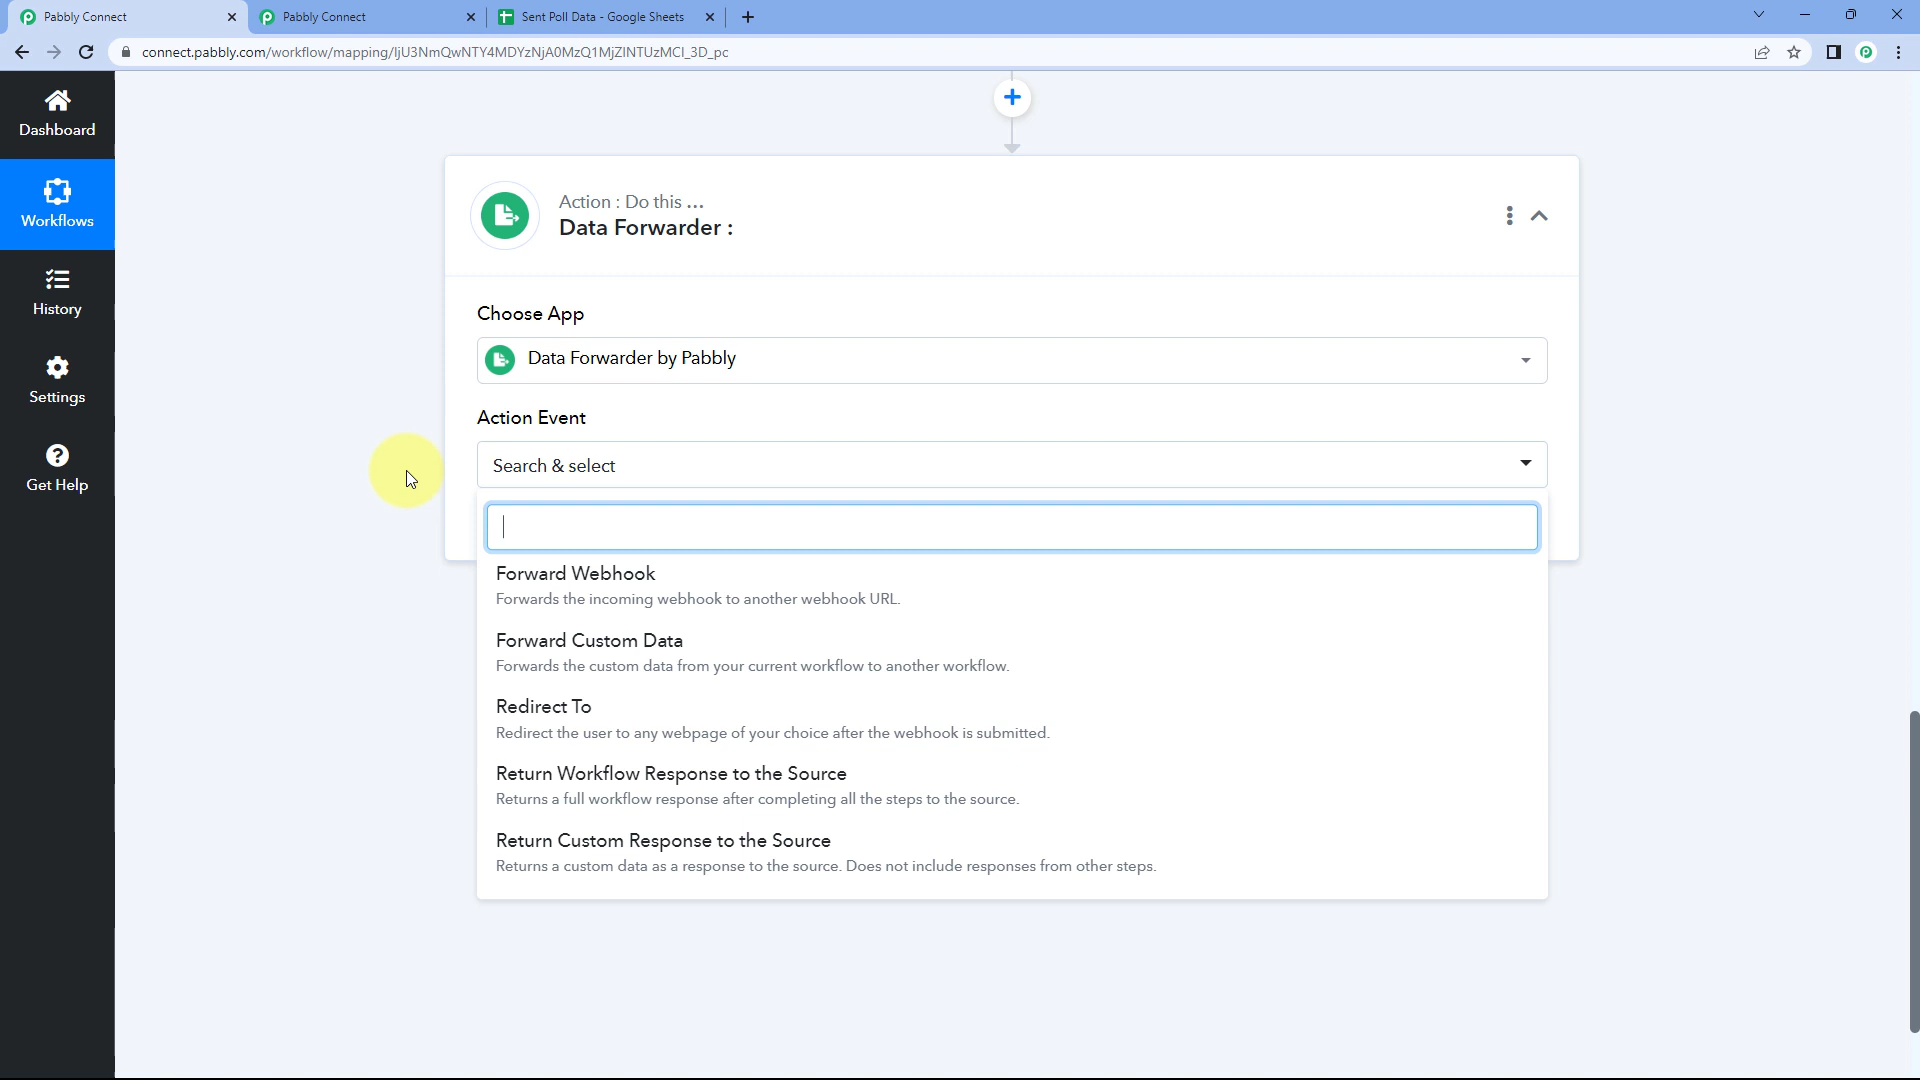 Pabbly Connect
Pabbly Connect
Sent Poll Data - Google Sheets
connect.pabbly.com/workflow/mapping/IjU3NmQwNTY4MDYzNjA0MzQ1MjZlNTUzMCI_3D_pc
Dashboard
Workflows
History
Settings
Get Help
Action : Do this ...
Data Forwarder :
Choose App
Data Forwarder by Pabbly
Action Event
Search & select
Forward Webhook
Forwards the incoming webhook to another webhook URL.
Forward Custom Data
Forwards the custom data from your current workflow to another workflow.
Redirect To
Redirect the user to any webpage of your choice after the webhook is submitted.
Return Workflow Response to the Source
Returns a full workflow response after completing all the steps to the source.
Return Custom Response to the Source
Returns a custom data as a response to the source. Does not include responses from other steps.